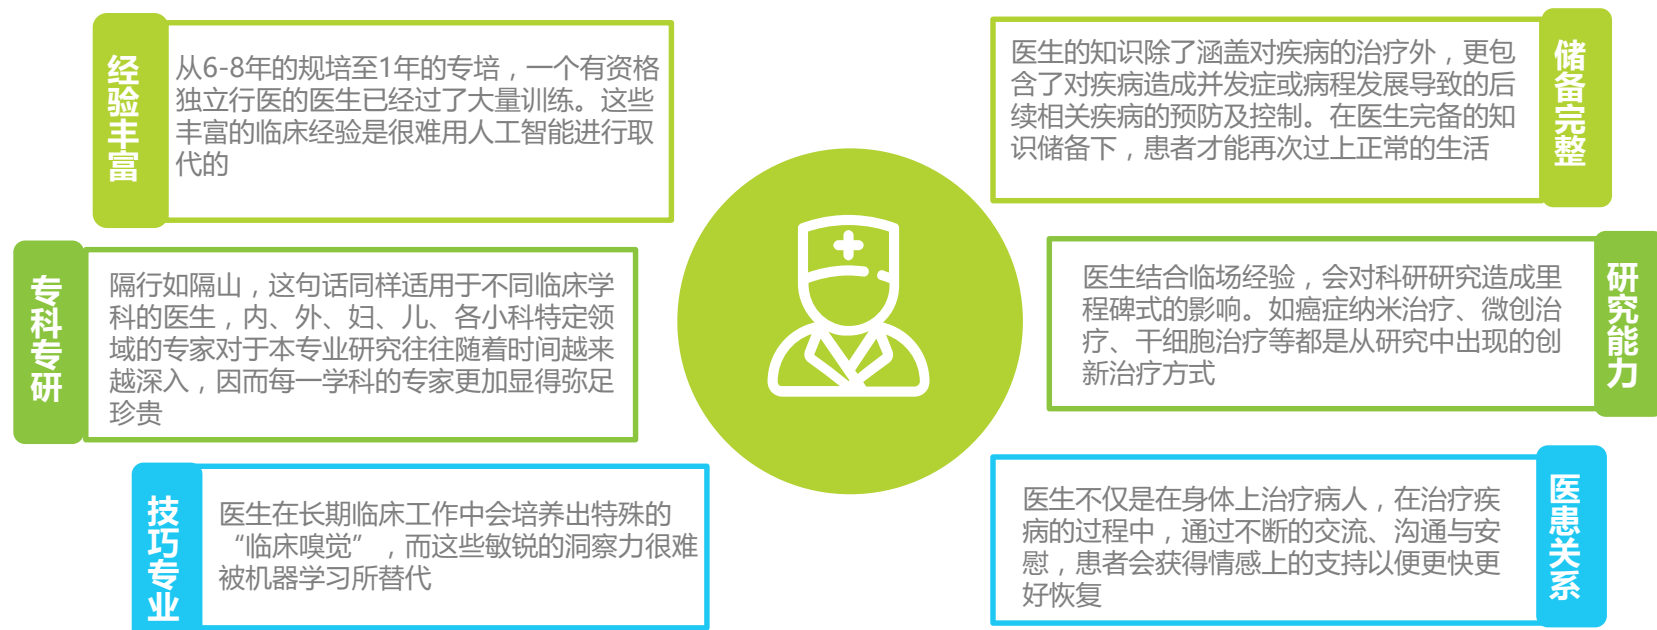 经验丰富
从6-8年的规培至1年的专培，一个有资格
独立行医的医生已经过了大量训练。这些
丰富的临床经验是很难用人工智能进行取
代的
专科专研
隔行如隔山，这句话同样适用于不同临床学
科的医生，内、外、妇、儿、各小科特定领
域的专家对于本专业研究往往随着时间越来
越深入，因而每一学科的专家更加显得弥足
珍贵
技巧专业
医生在长期临床工作中会培养出特殊的
“临床嗅觉”，而这些敏锐的洞察力很难
被机器学习所替代
储备完整
医生的知识除了涵盖对疾病的治疗外，更包
含了对疾病造成并发症或病程发展导致的后
续相关疾病的预防及控制。在医生完备的知
识储备下，患者才能再次过上正常的生活
研究能力
医生结合临场经验，会对科研研究造成里
程碑式的影响。如癌症纳米治疗、微创治
疗、干细胞治疗等都是从研究中出现的创
新治疗方式
医患关系
医生不仅是在身体上治疗病人，在治疗疾
病的过程中，通过不断的交流、沟通与安
慰，患者会获得情感上的支持以便更快更
好恢复